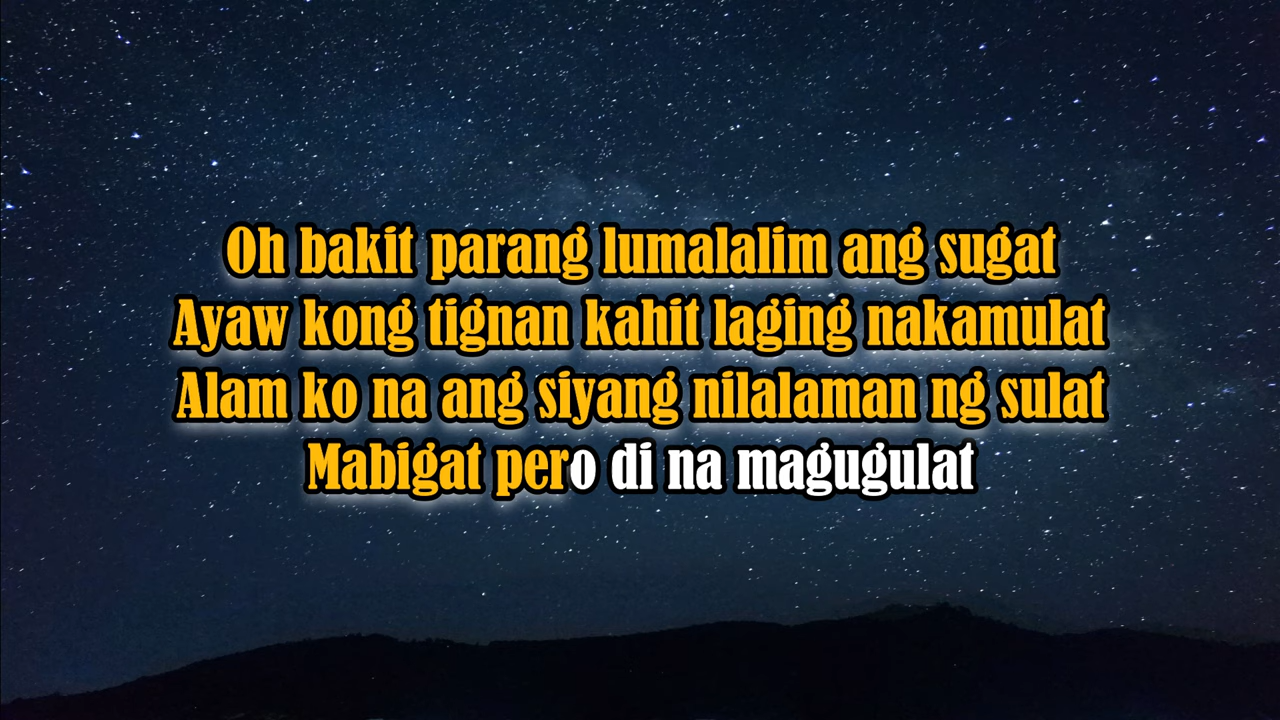 Oh bakit parang lumalalim ang sugat
Ayaw kong tignan kahit laging nakamulat
Alam ko na ang siyang nilalaman ng sulat
Mabigat pero di na magugulat